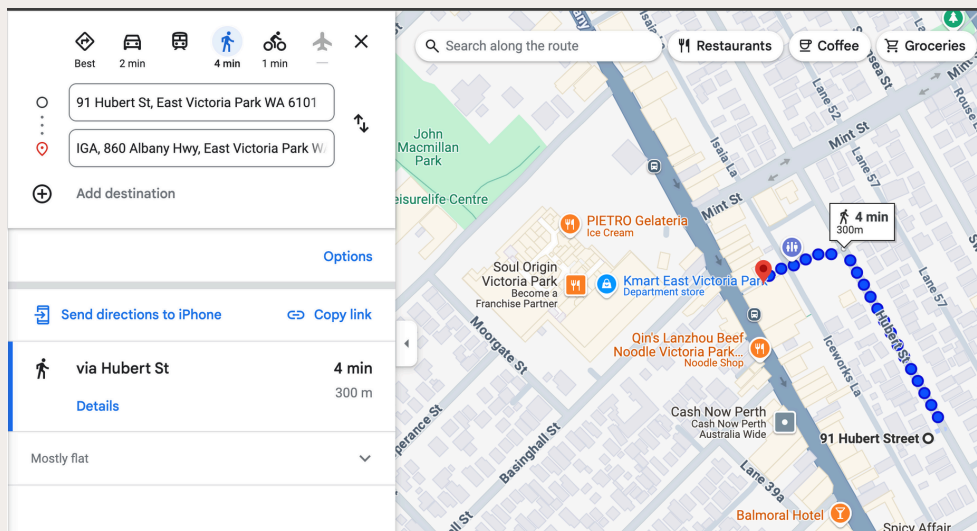 Best
2 min
4 min
1 min
—
91 Hubert St, East Victoria Park WA 6101
IGA, 860 Albany Hwy, East Victoria Park W
Add destination
Options
Send directions to iPhone
Copy link
via Hubert St
4 min
300 m
Details
Mostly flat
Search along the route
Restaurants
Coffee
Groceries
John
Macmillan
Park
eisurelife Centre
PIETRO Gelateria
Ice Cream
Soul Origin
Victoria Park
Become a
Franchise Partner
Kmart East Victoria Park
Department store
Qin's Lanzhou Beef
Noodle Victoria Park...
Noodle Shop
Cash Now Perth
Cash Now Perth
Australia Wide
91 Hubert Street
Balmoral Hotel
Spicy Affair
4 min
300m
Isaia La
Mint St
Mint St
Lane 52
Lane 57
Lane 57
Hubert St
Iceworks La
Moorgate St
Basinghall St
perance St
Lane 39a